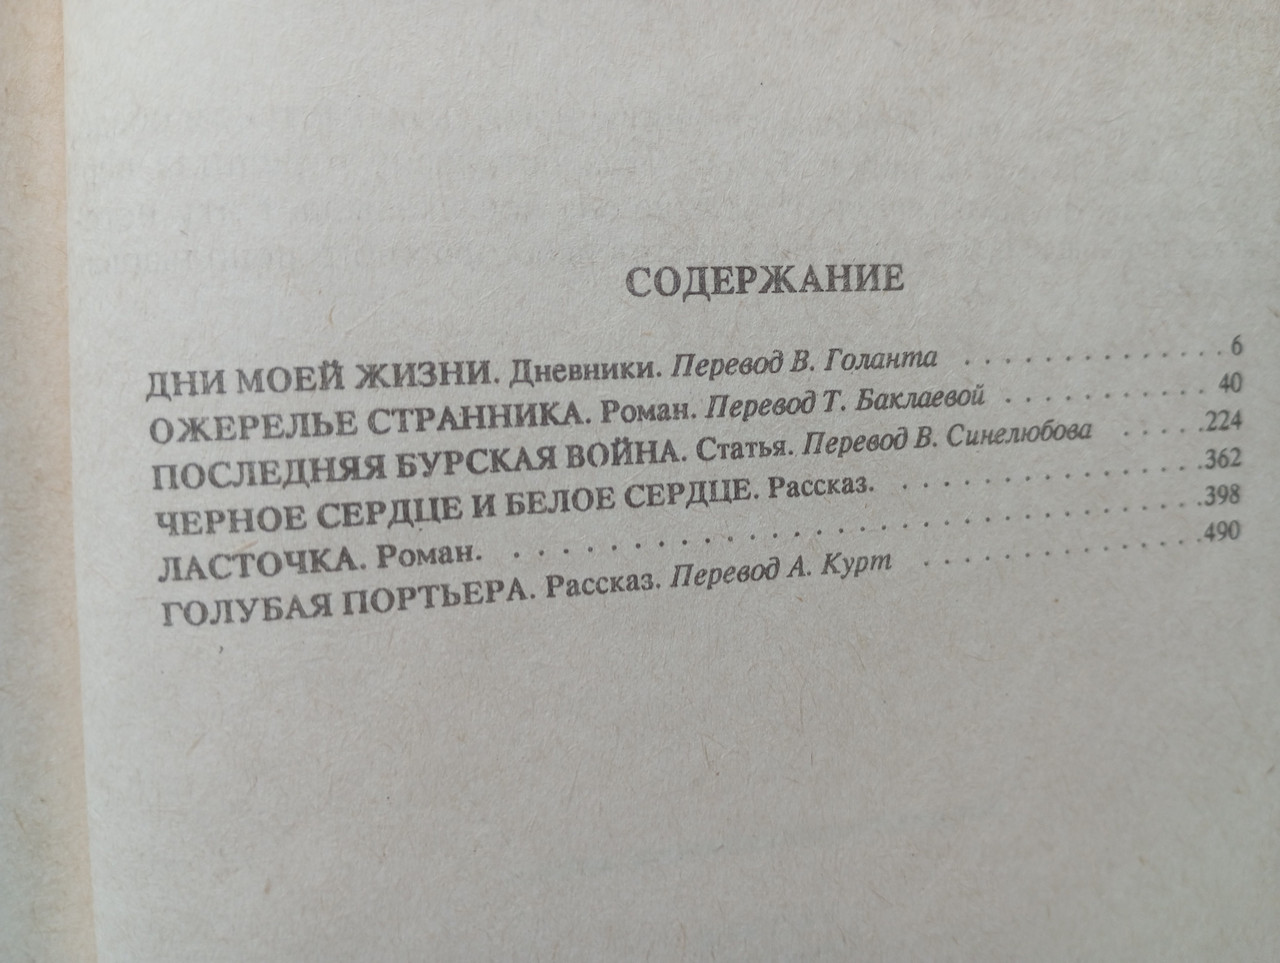 СОДЕРЖАНИЕ
ДНИ МОЕЙ ЖИЗНИ. Дневники. Перевод В. Голанта . . . . . . . . . . . . . . 6
ОЖЕРЕЛЬЕ СТРАННИКА. Роман. Перевод Т. Баклаевой . . . . . . . . . . . 40
ПОСЛЕДНЯЯ БУРСКАЯ ВОЙНА. Статья. Перевод В. Синелюбова . . . . .224
ЧЕРНОЕ СЕРДЦЕ И БЕЛОЕ СЕРДЦЕ. Рассказ. . . . . . . . . . . . . . . . .362
ЛАСТОЧКА. Роман. . . . . . . . . . . . . . . . . . . . . . . . . . . . . . . .398
ГОЛУБАЯ ПОРТЬЕРА. Рассказ. Перевод А. Курт . . . . . . . . . . . . . .490